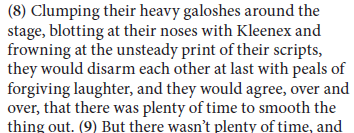 (8) Clumping their heavy galoshes around the
stage, blotting at their noses with Kleenex and
frowning at the unsteady print of their scripts,
they would disarm each other at last with peals of
forgiving laughter, and they would agree, over and
over, that there was plenty of time to smooth the
thing out. (9) But there wasn’t plenty of time, and